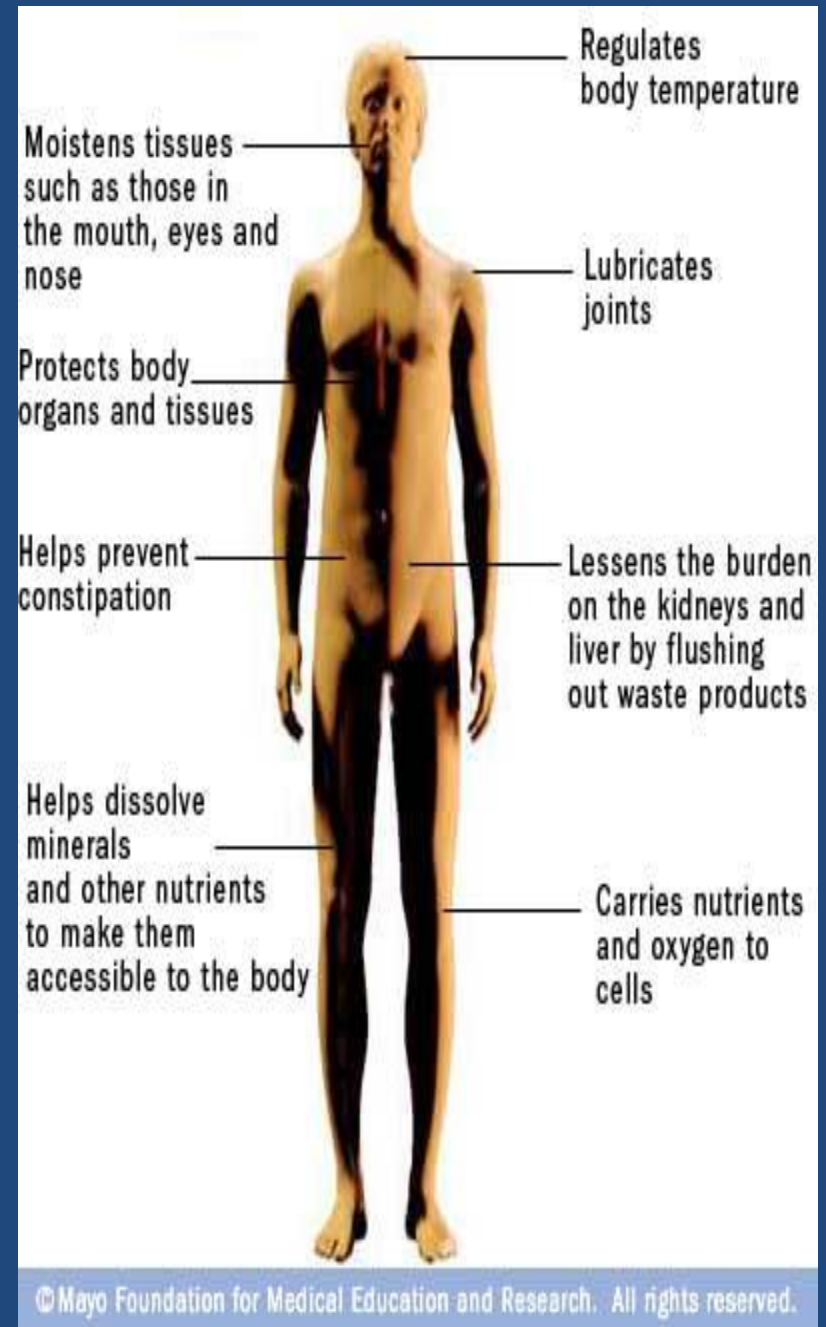 Regulates
body temperature
Moistens tissues
such as those in
the mouth, eyes and
nose
Lubricates
joints
Protects body
organs and tissues
Helps prevent
constipation
Lessens the burden
on the kidneys and
liver by flushing
out waste products
Helps dissolve
minerals
and other nutrients
to make them
accessible to the body
Carries nutrients
and oxygen to
cells
©Mayo Foundation for Medical Education and Research. All rights reserved.